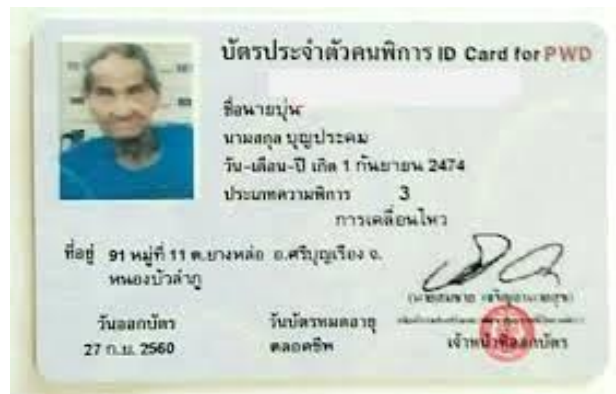 บัตรประจำตัวคนพิการ ID Card for PWD
ชื่อนายบุ่น
นามสกุล บุญประคม
วัน-เดือน-ปี เกิด 1 กันยายน 2474
ประเภทความพิการ 3
การเคลื่อนไหว
ที่อยู่ 91 หมู่ที่ 11 ต.ยางหล่อ อ.ศรีบุญเรือง จ.
หนองบัวลำภู
วันออกบัตร วันบัตรหมดอายุ
27 ก.ย. 2560 ตลอดชีพ เจ้าหน้าที่ออกบัตร